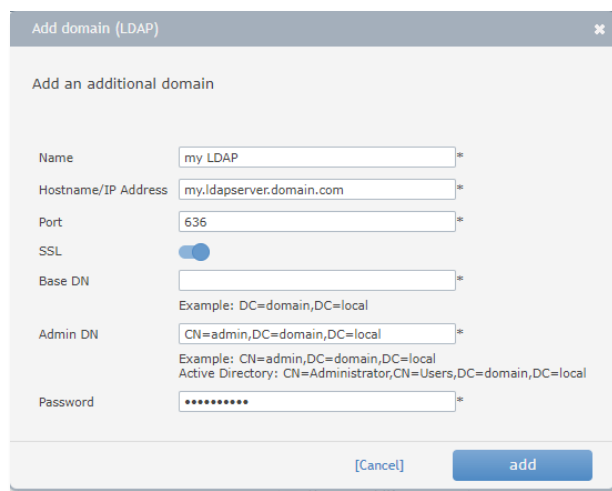 Add domain (LDAP)
Add an additional domain
Name my LDAP *
Hostname/IP Address my.ldapserver.domain.com *
Port 636 *
SSL
Base DN *
Example: DC=domain,DC=local
Admin DN CN=admin,DC=domain,DC=local *
Example: CN=admin,DC=domain,DC=local
Active Directory: CN=Administrator,CN=Users,DC=domain,DC=local
Password •••••••••• *
[Cancel] add